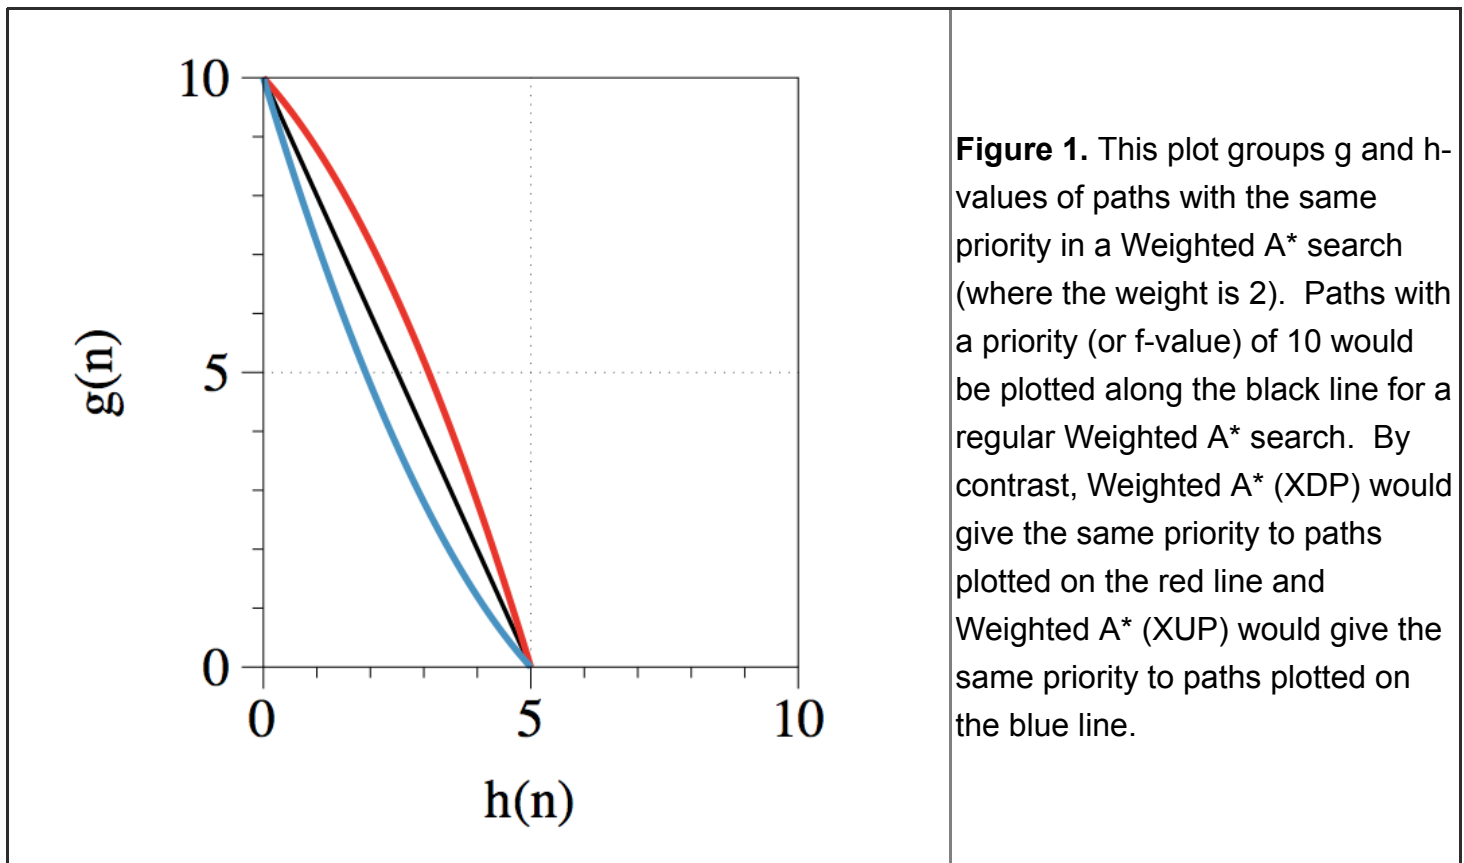 10
5
0
g(n)
0 5 10
h(n)
Figure 1. This plot groups g and h-
values of paths with the same
priority in a Weighted A* search
(where the weight is 2).  Paths with
a priority (or f-value) of 10 would
be plotted along the black line for a
regular Weighted A* search.  By
contrast, Weighted A* (XDP) would
give the same priority to paths
plotted on the red line and
Weighted A* (XUP) would give the
same priority to paths plotted on
the blue line.